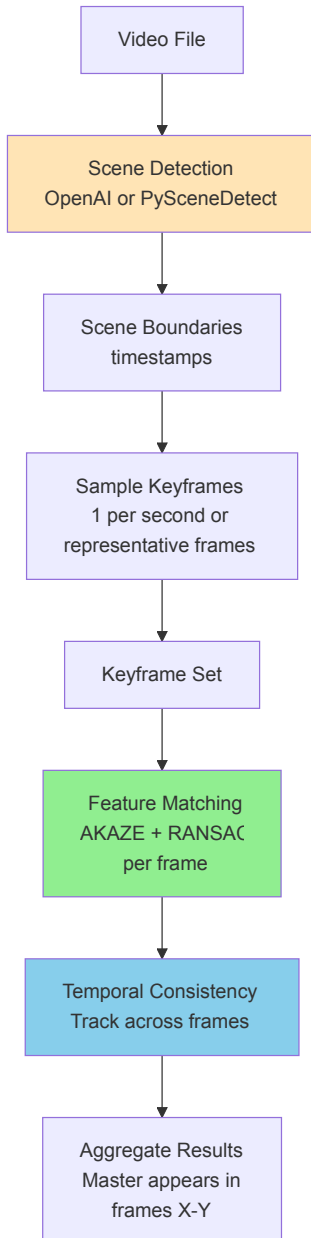 Video File
Scene Detection
OpenAI or PySceneDetect
Scene Boundaries
timestamps
Sample Keyframes
1 per second or
representative frames
Keyframe Set
Feature Matching
AKAZE + RANSAC
per frame
Temporal Consistency
Track across frames
Aggregate Results
Master appears in
frames X-Y